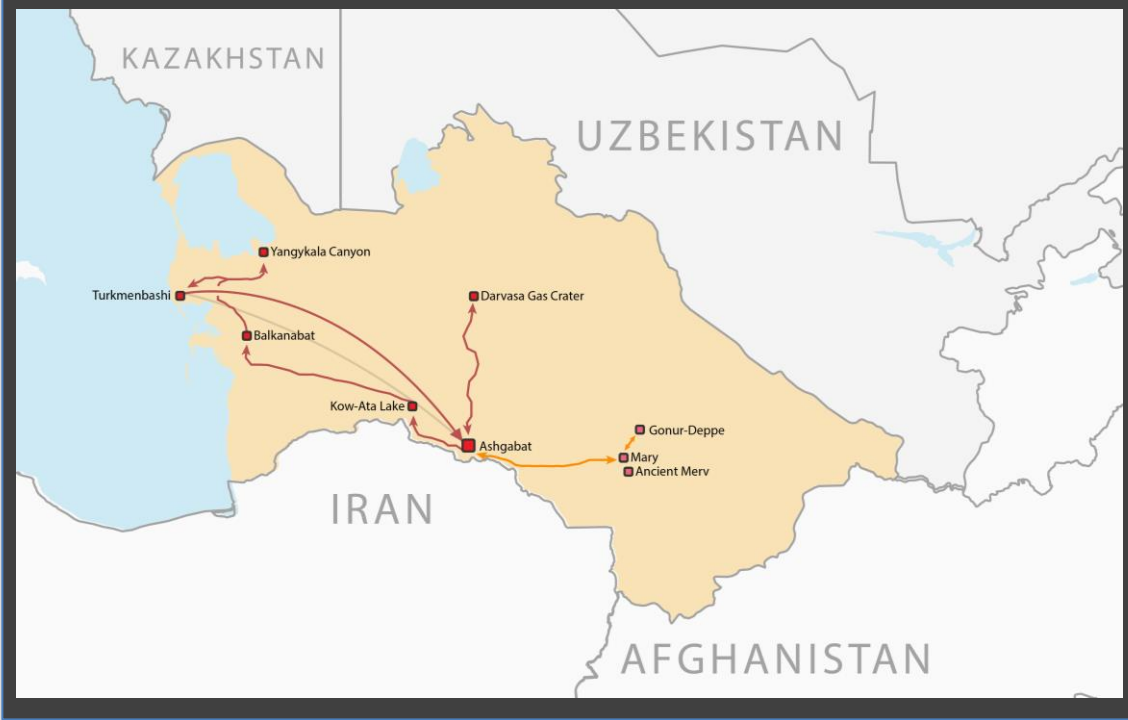 KAZAKHSTAN
UZBEKISTAN
Yangykala Canyon
Turkmenbashi
Darvasa Gas Crater
Balkanabat
Kow-Ata Lake
Gonur-Deppe
Ashgabat
Mary
Ancient Merv
IRAN
AFGHANISTAN